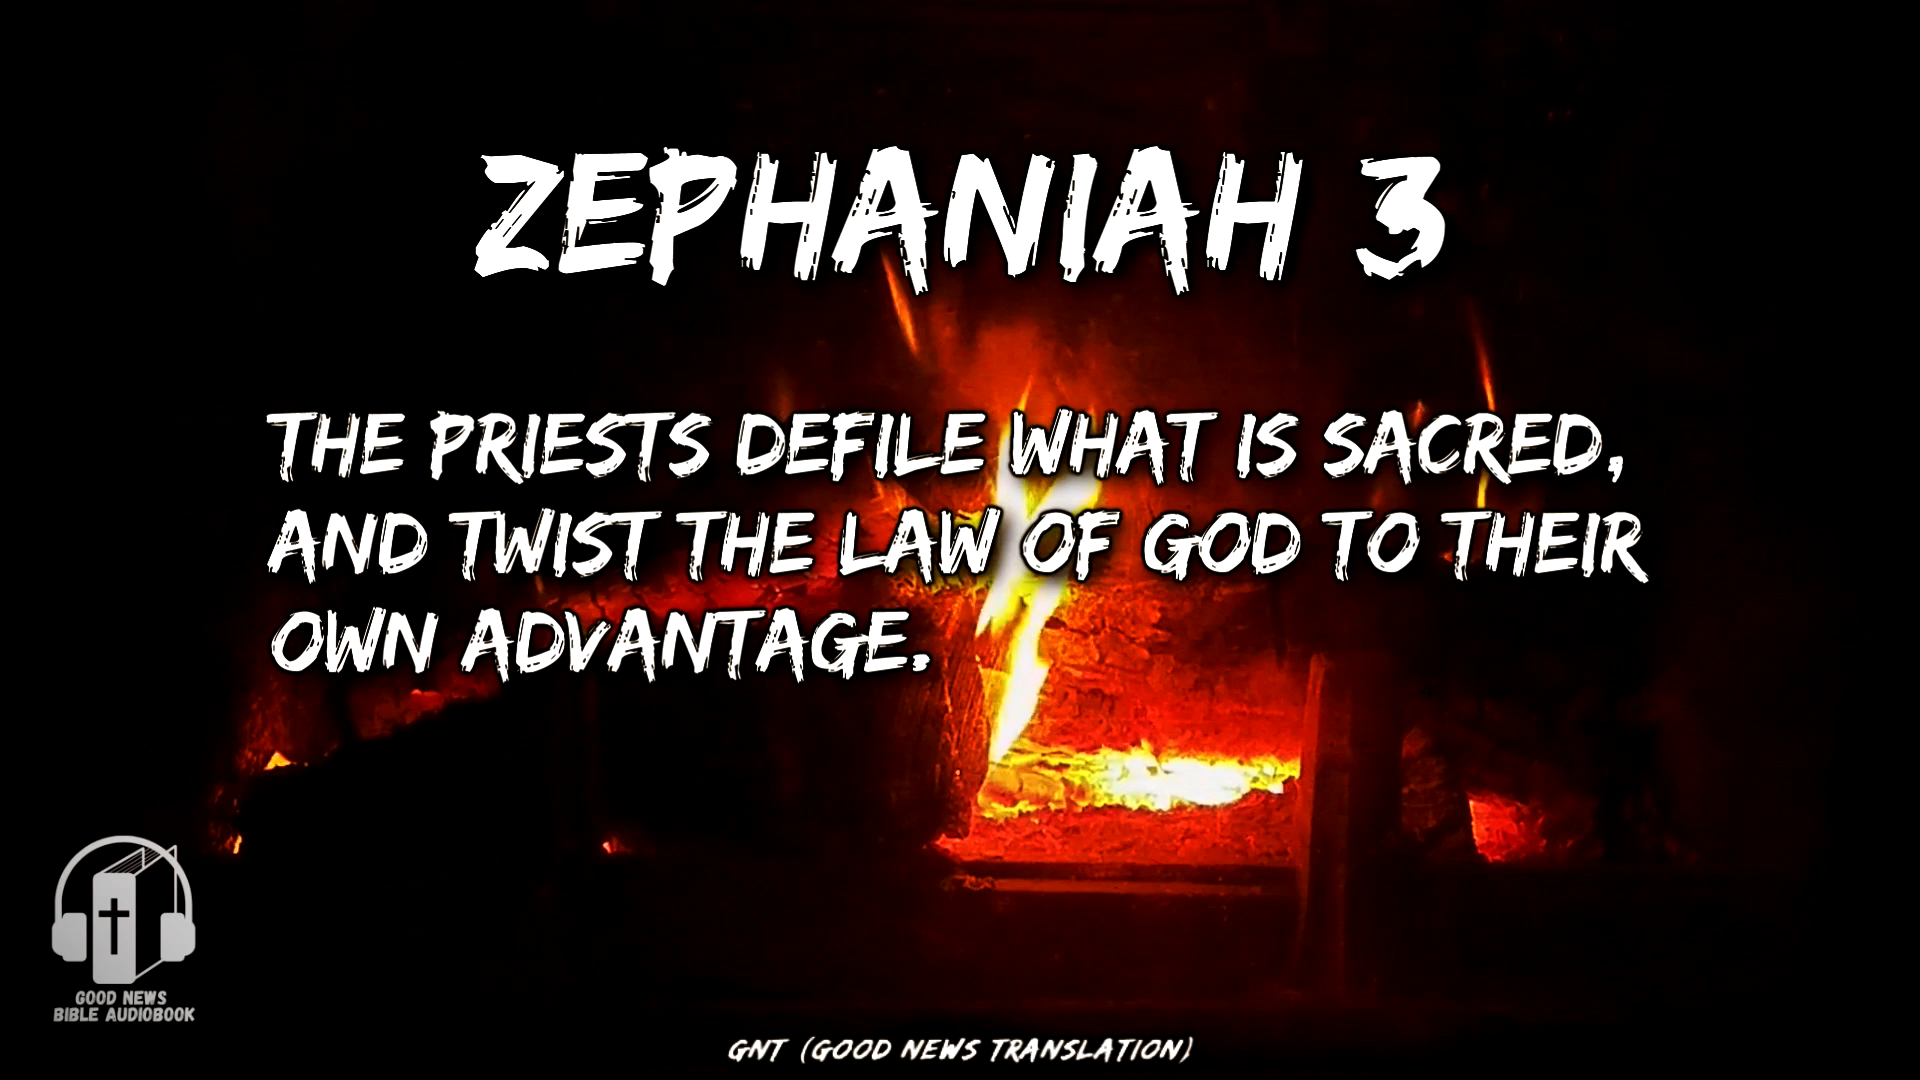 ZEPHANIAH 3
THE PRIESTS DEFILE WHAT IS SACRED,
AND TWIST THE LAW OF GOD TO THEIR
OWN ADVANTAGE.
GOOD NEWS
BIBLE AUDIOBOOK
GNT (GOOD NEWS TRANSLATION)